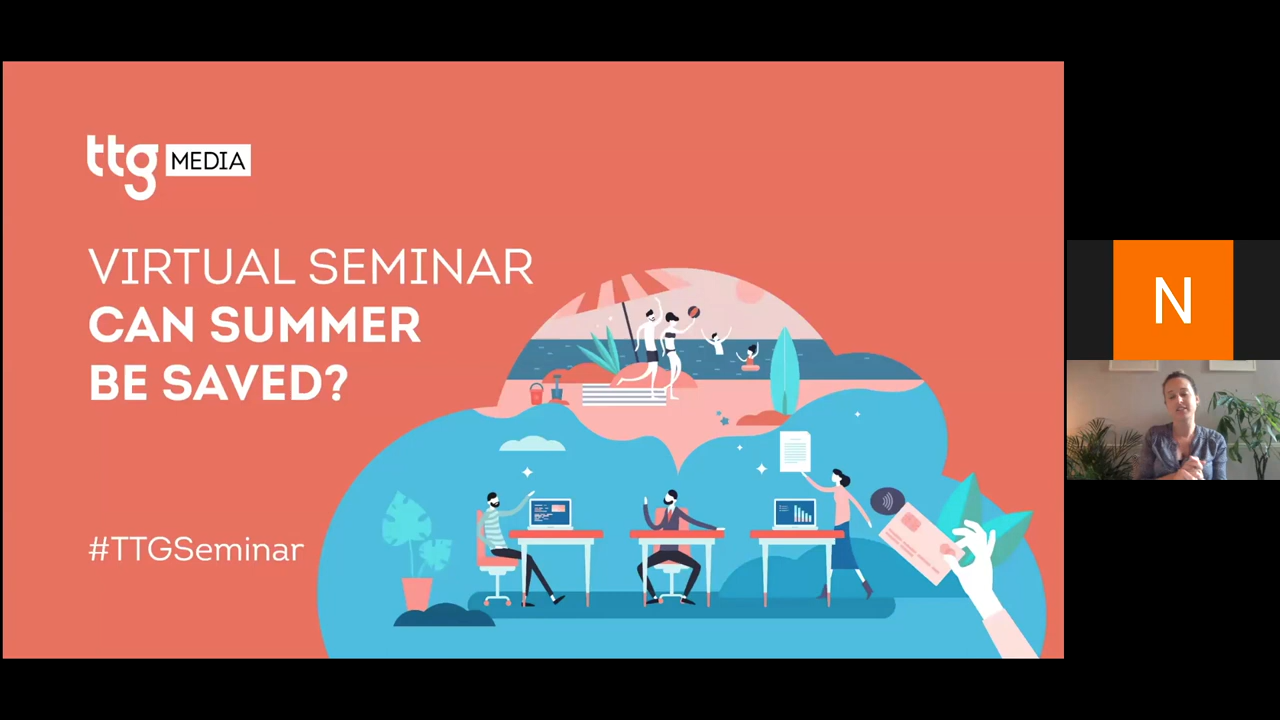 ttg MEDIA
VIRTUAL SEMINAR
CAN SUMMER
BE SAVED?
#TTGSeminar
N